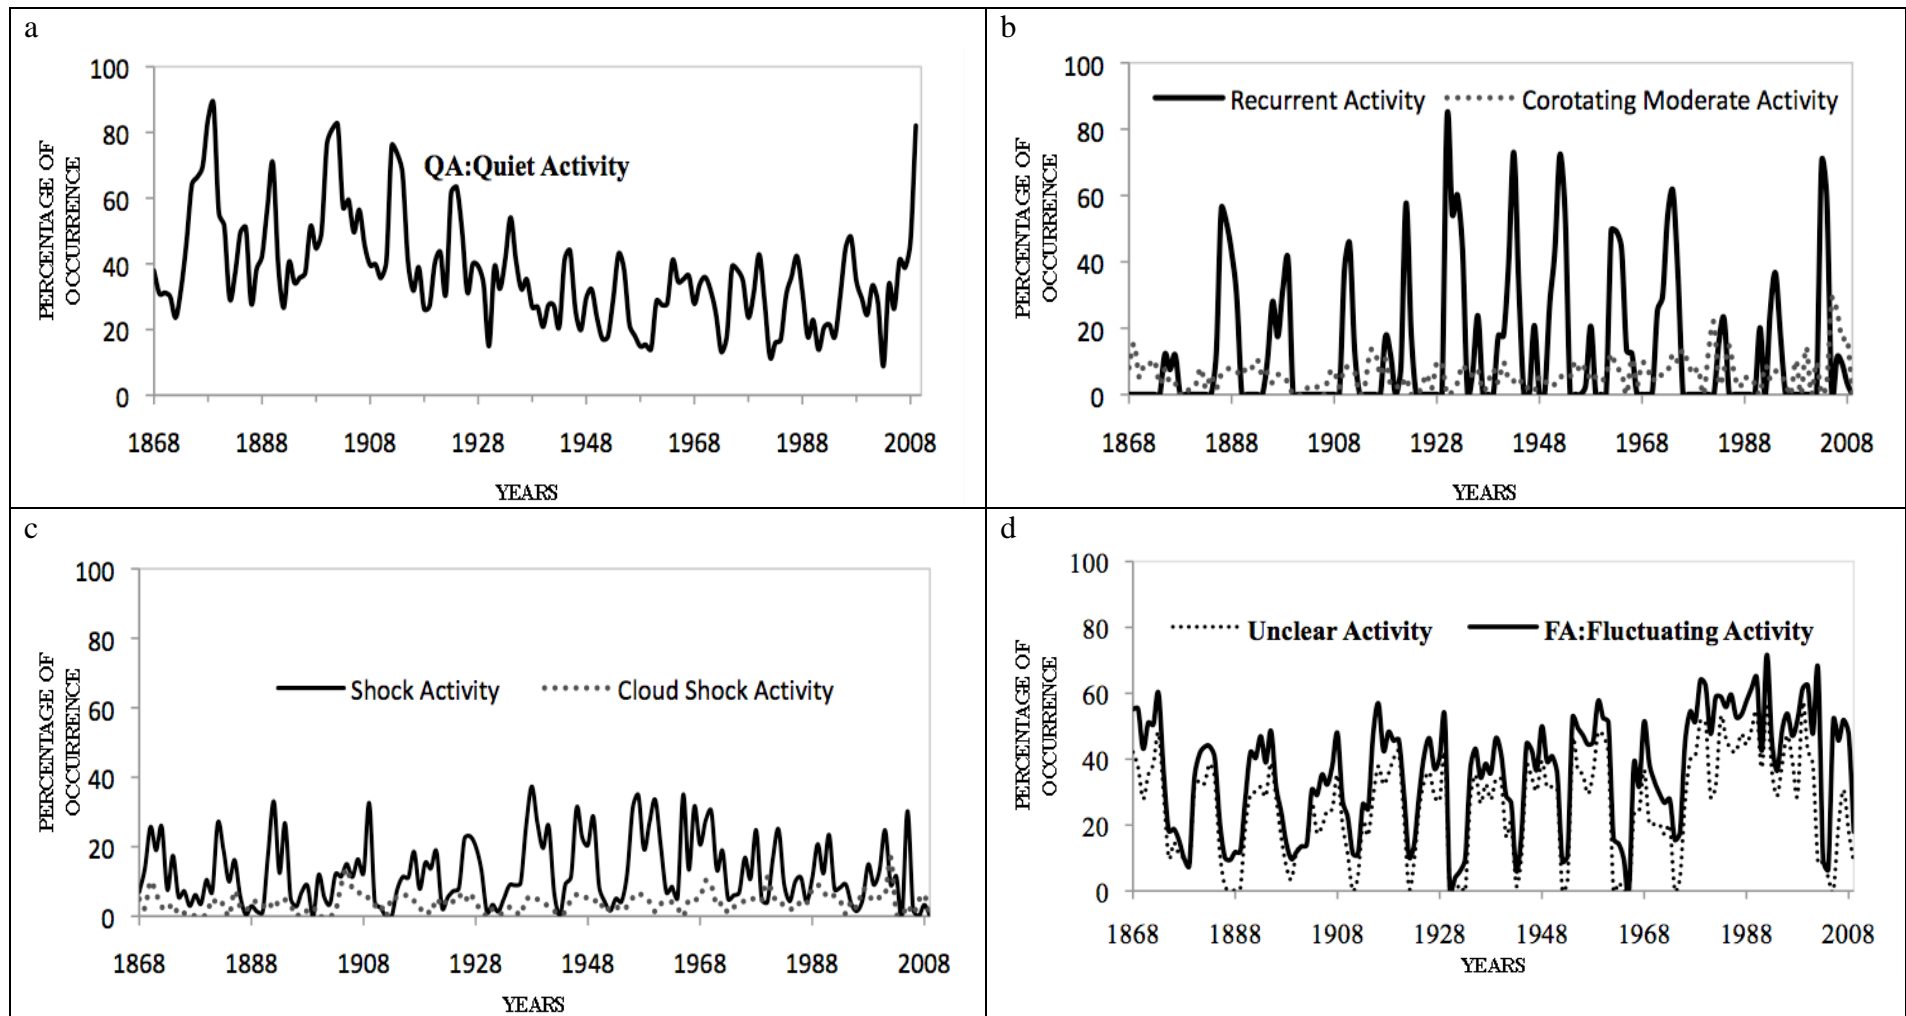 a
100
80
60
40
20
0
PERCENTAGE OF
OCCURRENCE
QA:Quiet Activity
1868 1888 1908 1928 1948 1968 1988 2008
YEARS
b
100
80
60
40
20
0
PERCENTAGE OF
OCCURRENCE
Recurrent Activity Corotating Moderate Activity
1868 1888 1908 1928 1948 1968 1988 2008
YEARS
c
100
80
60
40
20
0
PERCENTAGE OF
OCCURRENCE
Shock Activity Cloud Shock Activity
1868 1888 1908 1928 1948 1968 1988 2008
YEARS
d
100
80
60
40
20
0
PERCENTAGE OF
OCCURRENCE
Unclear Activity FA:Fluctuating Activity
1868 1888 1908 1928 1948 1968 1988 2008
YEARS